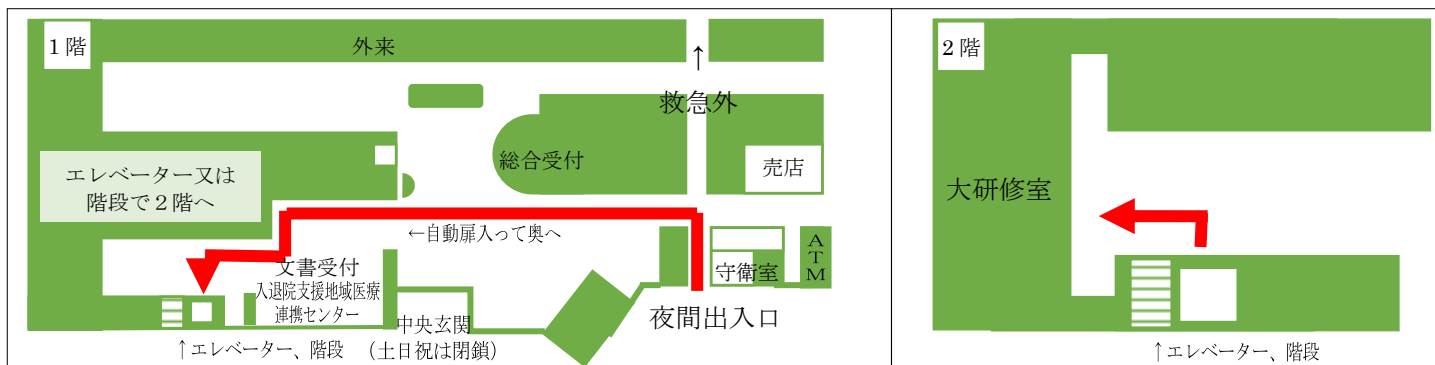 1階
外来
↑
救急外
総合受付
売店
エレベーター又は
階段で2階へ
←自動扉入って奥へ
ATM
守衛室
文書受付
入退院支援地域医療
連携センター
夜間出入口
中央玄関
(土日祝は閉鎖)
↑エレベーター、階段
2階
大研修室
↑エレベーター、階段